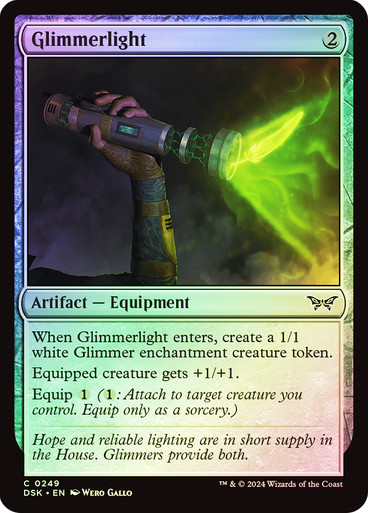 Glimmerlight 2
Artifact — Equipment
When Glimmerlight enters, create a 1/1
white Glimmer enchantment creature token.
Equipped creature gets +1/+1.
Equip 1 (1: Attach to target creature you
control. Equip only as a sorcery.)
Hope and reliable lighting are in short supply in
the House. Glimmers provide both.
C 0249
DSK • EN Wero Gallo
™ & © 2024 Wizards of the Coast